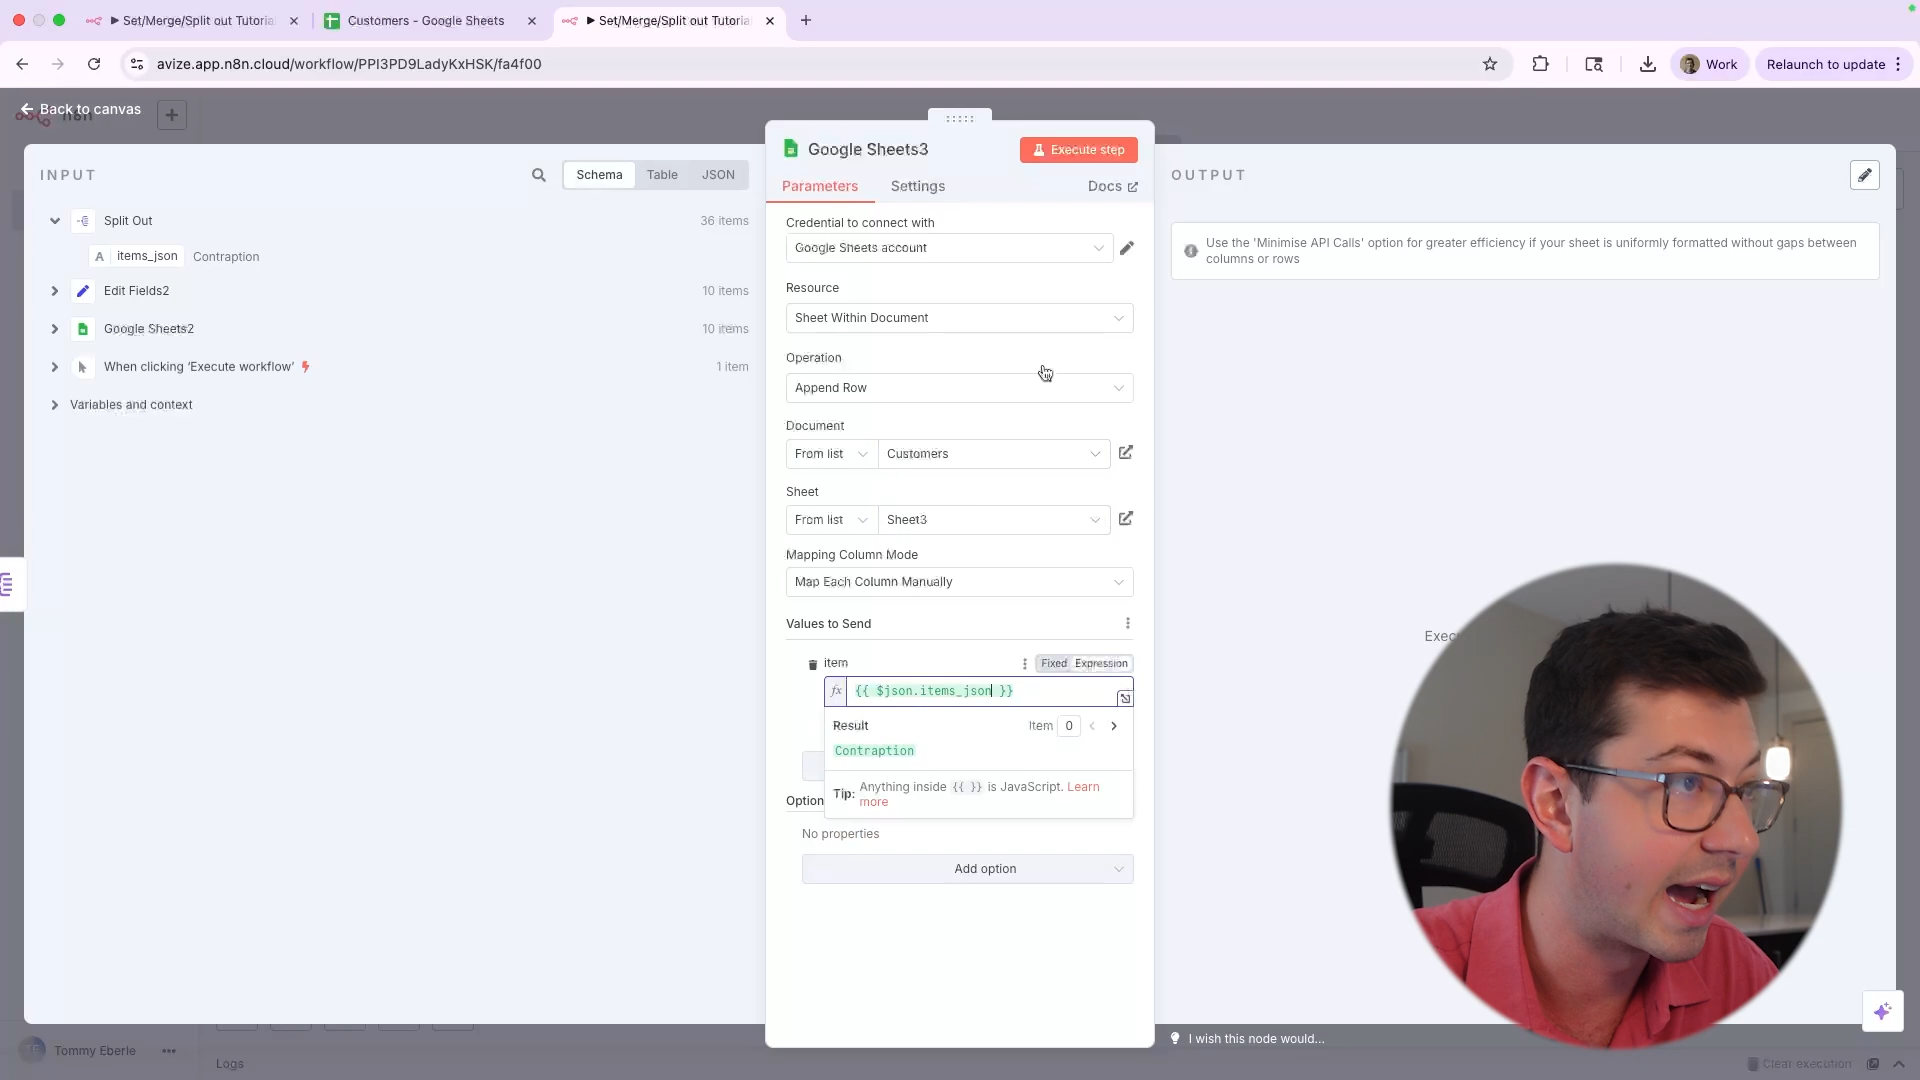 ▶ Set/Merge/Split out Tutoria
Customers - Google Sheets
▶ Set/Merge/Split out Tutoria
avize.app.n8n.cloud/workflow/PPI3PD9LadyKxHSK/fa4f00
Work
Relaunch to update
Back to canvas
n8n
INPUT
Schema
Table
JSON
Split Out
36 items
A items_json Contraption
Edit Fields2
10 items
Google Sheets2
10 items
When clicking ‘Execute workflow’
1 item
Variables and context
Google Sheets3
Execute step
Parameters
Settings
Docs
Credential to connect with
Google Sheets account
Resource
Sheet Within Document
Operation
Append Row
Document
From list
Customers
Sheet
From list
Sheet3
Mapping Column Mode
Map Each Column Manually
Values to Send
item
Fixed Expression
fx {{ $json.items_json }}
Result
Item 0
Contraption
Tip: Anything inside {{ }} is JavaScript. Learn
more
Option
No properties
Add option
OUTPUT
Use the 'Minimise API Calls' option for greater efficiency if your sheet is uniformly formatted without gaps between
columns or rows
I wish this node would...
Tommy Eberle
Logs
Clear execution